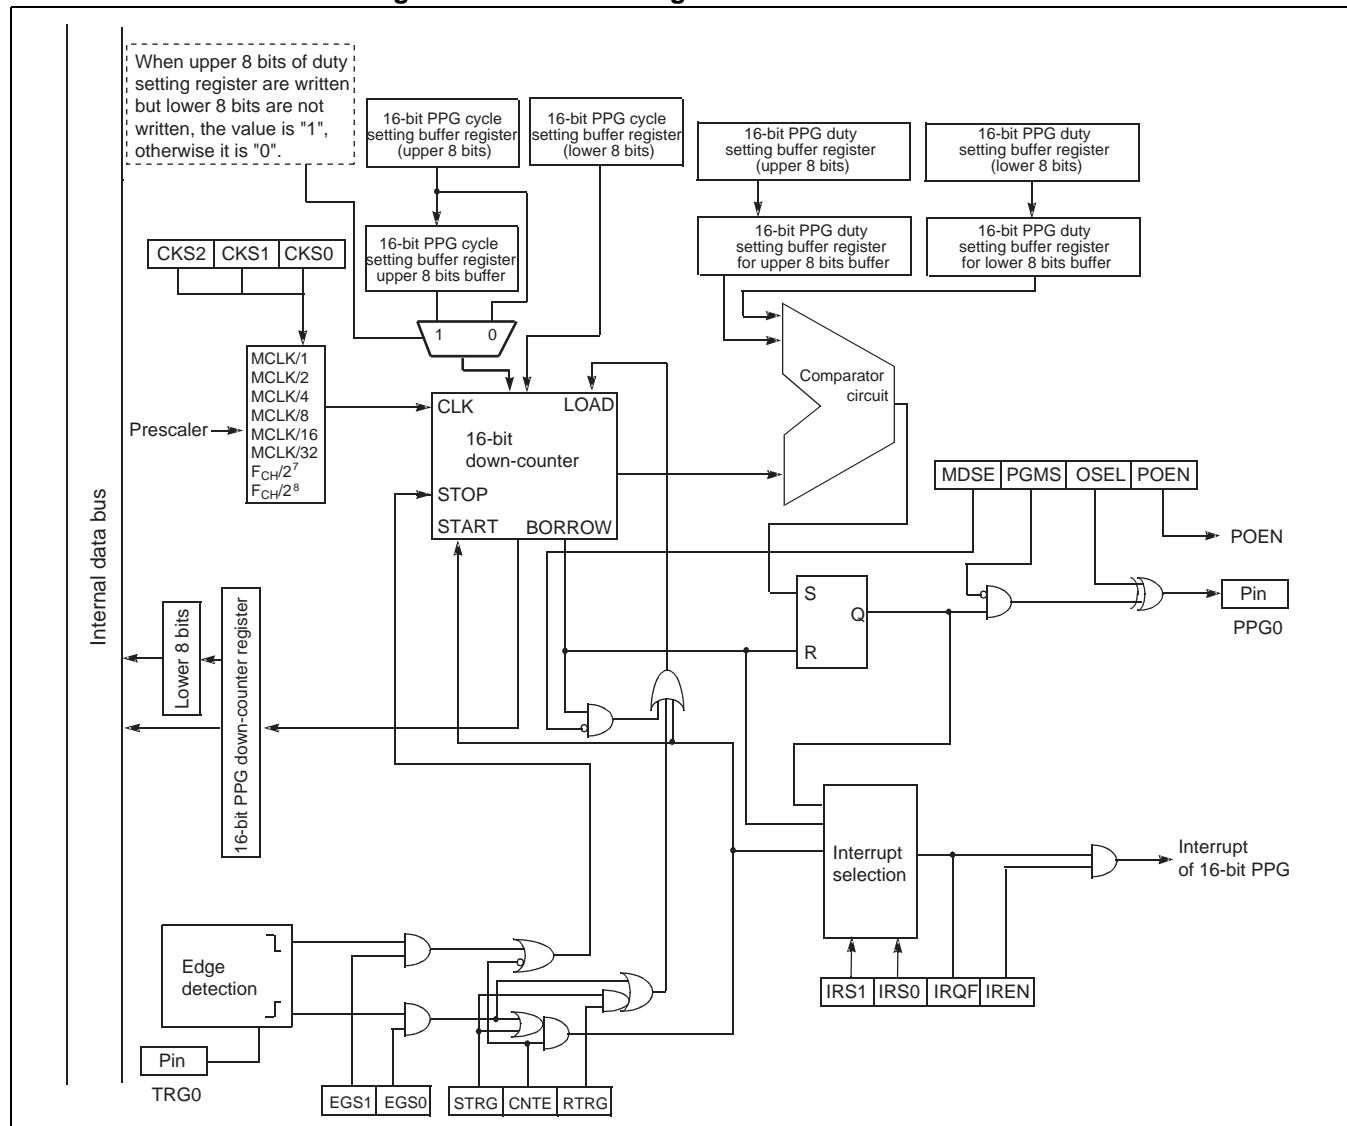 When upper 8 bits of duty
setting register are written
but lower 8 bits are not
written, the value is "1",
otherwise it is "0".
16-bit PPG cycle
setting buffer register
(upper 8 bits)
16-bit PPG cycle
setting buffer register
(lower 8 bits)
16-bit PPG duty
setting buffer register
(upper 8 bits)
16-bit PPG duty
setting buffer register
(lower 8 bits)
16-bit PPG cycle
setting buffer register
upper 8 bits buffer
16-bit PPG duty
setting buffer register
for upper 8 bits buffer
16-bit PPG duty
setting buffer register
for lower 8 bits buffer
CKS2 CKS1 CKS0
1 0
MCLK/1
MCLK/2
MCLK/4
MCLK/8
MCLK/16
MCLK/32
FCH/2⁷
FCH/2⁸
Prescaler
CLK LOAD
16-bit
down-counter
STOP
START BORROW
Comparator
circuit
MDSE PGMS OSEL POEN
POEN
S
Q
R
Pin
PPG0
Internal data bus
Lower 8 bits
16-bit PPG down-counter register
Interrupt
selection
Interrupt
of 16-bit PPG
IRS1 IRS0 IRQF IREN
Edge
detection
Pin
TRG0
EGS1 EGS0
STRG CNTE RTRG